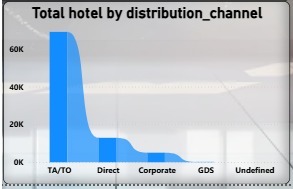 Total hotel by distribution_channel
60K
40K
20K
0K
TA/TO Direct Corporate GDS Undefined